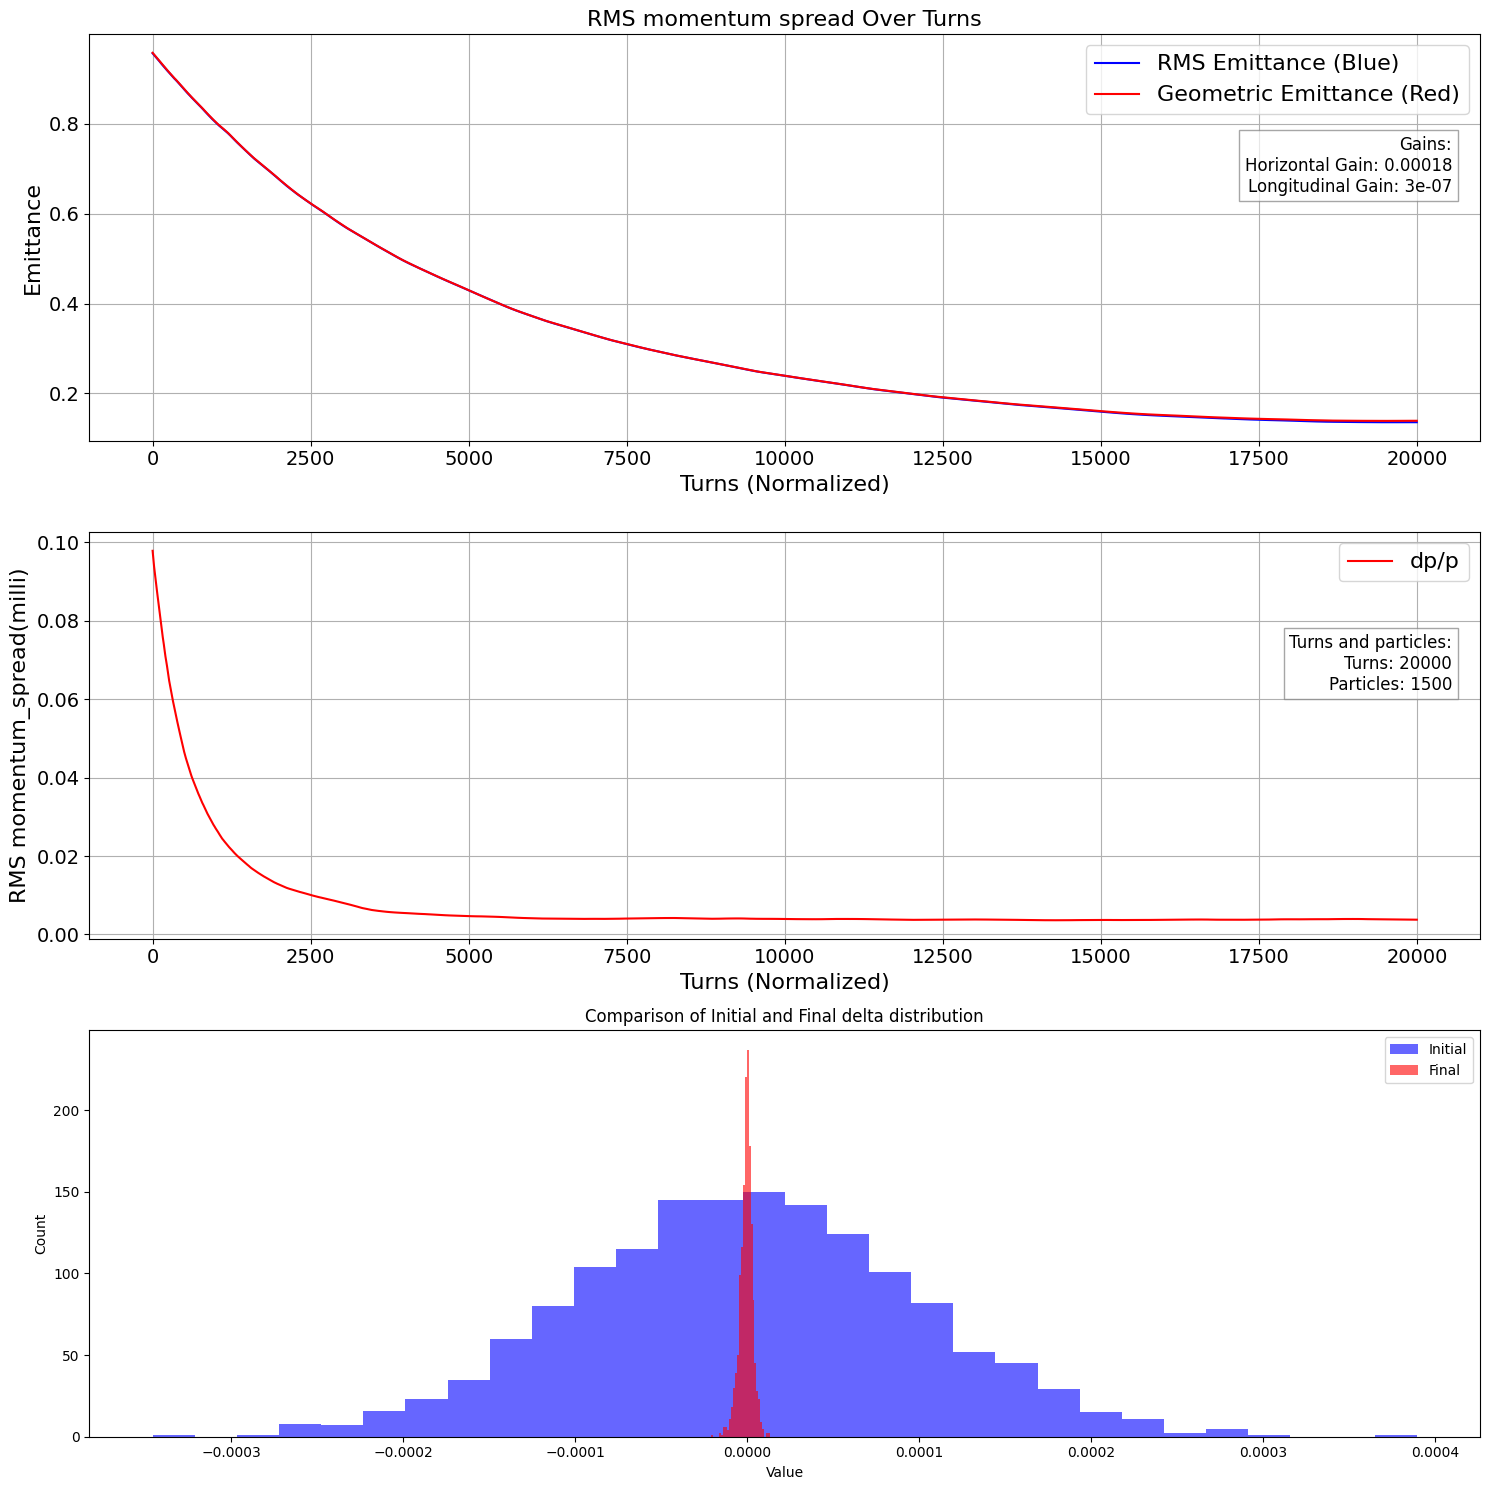 RMS momentum spread Over Turns
RMS Emittance (Blue)
Geometric Emittance (Red)
Gains:
Horizontal Gain: 0.00018
Longitudinal Gain: 3e-07
Emittance
0.8
0.6
0.4
0.2
0 2500 5000 7500 10000 12500 15000 17500 20000
Turns (Normalized)
dp/p
Turns and particles:
Turns: 20000
Particles: 1500
RMS momentum_spread(milli)
0.10
0.08
0.06
0.04
0.02
0.00
0 2500 5000 7500 10000 12500 15000 17500 20000
Turns (Normalized)
Comparison of Initial and Final delta distribution
Initial
Final
Count
200
150
100
50
0
−0.0003 −0.0002 −0.0001 0.0000 0.0001 0.0002 0.0003 0.0004
Value